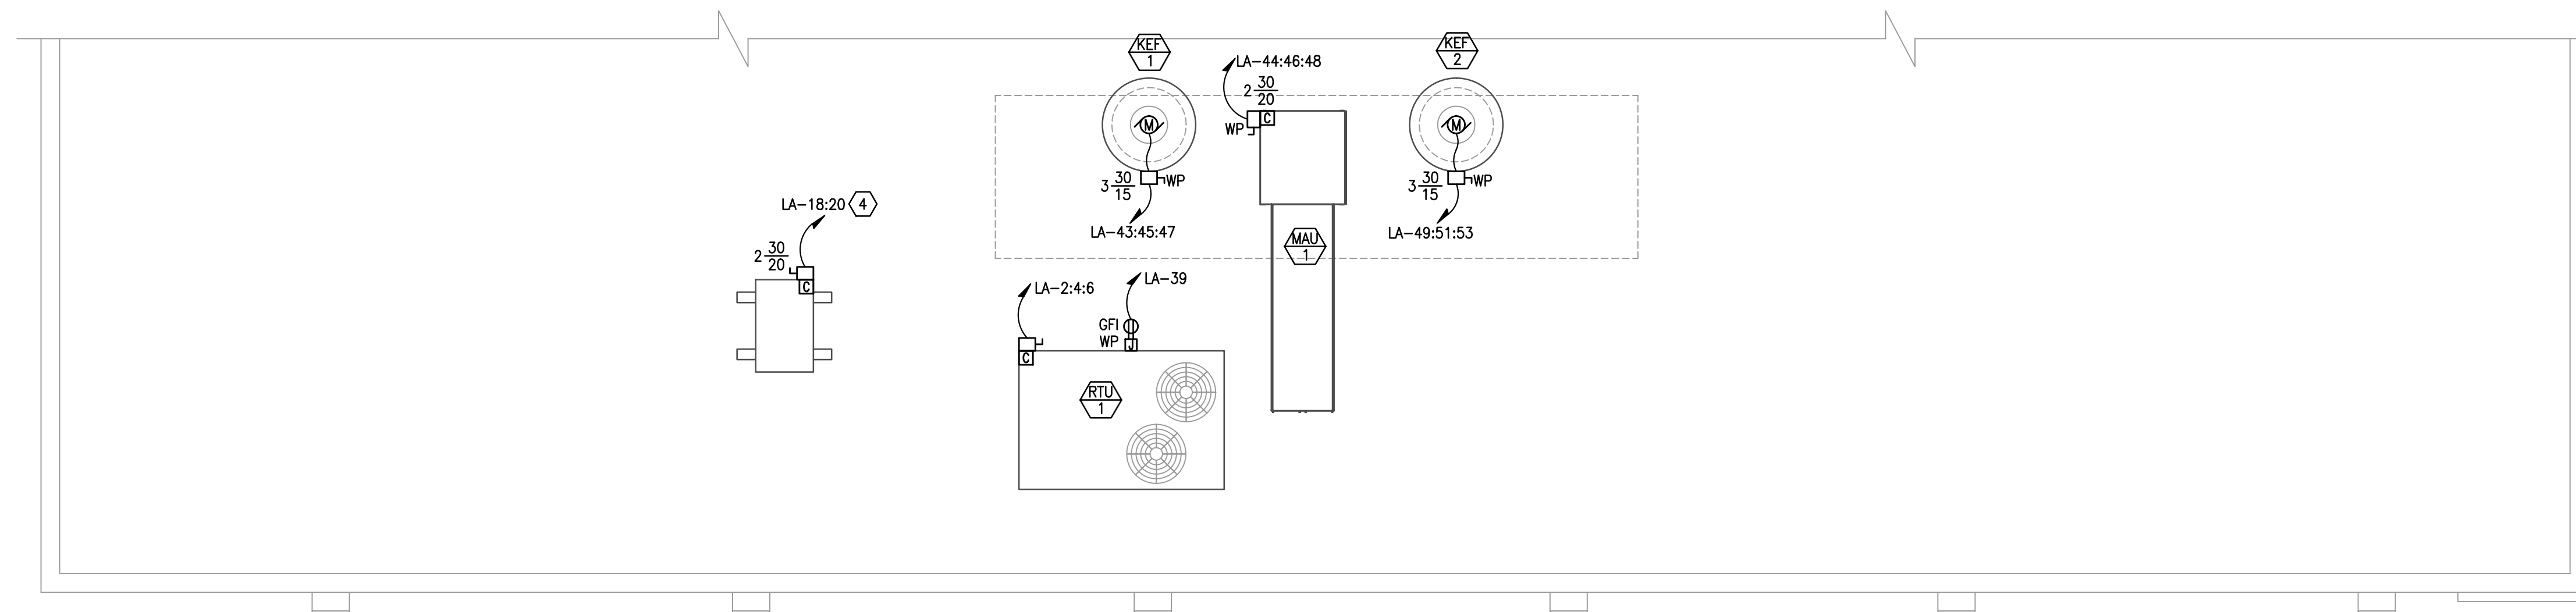 KEF
1
KEF
2
LA-44:46:48
2 30/20
C
WP
M
M
3 30/15
WP
3 30/15
WP
LA-18:20
4
LA-43:45:47
LA-49:51:53
MAU
1
2 30/20
C
LA-2:4:6
LA-39
GFI
WP
J
C
RTU
1